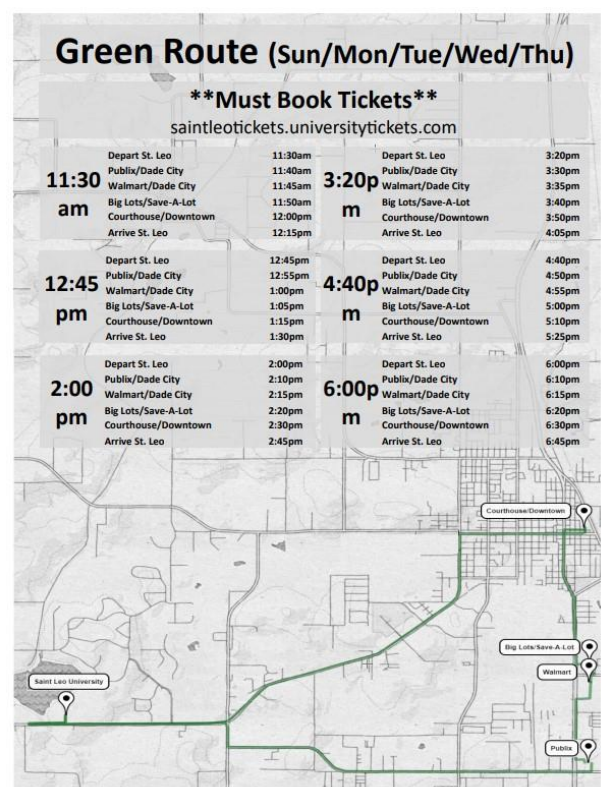 Green Route (Sun/Mon/Tue/Wed/Thu)
**Must Book Tickets**
saintleotickets.universitytickets.com
11:30
am
Depart St. Leo 11:30am
Publix/Dade City 11:40am
Walmart/Dade City 11:45am
Big Lots/Save-A-Lot 11:50am
Courthouse/Downtown 12:00pm
Arrive St. Leo 12:15pm
12:45
pm
Depart St. Leo 12:45pm
Publix/Dade City 12:55pm
Walmart/Dade City 1:00pm
Big Lots/Save-A-Lot 1:05pm
Courthouse/Downtown 1:15pm
Arrive St. Leo 1:30pm
2:00
pm
Depart St. Leo 2:00pm
Publix/Dade City 2:10pm
Walmart/Dade City 2:15pm
Big Lots/Save-A-Lot 2:20pm
Courthouse/Downtown 2:30pm
Arrive St. Leo 2:45pm
3:20p
m
Depart St. Leo 3:20pm
Publix/Dade City 3:30pm
Walmart/Dade City 3:35pm
Big Lots/Save-A-Lot 3:40pm
Courthouse/Downtown 3:50pm
Arrive St. Leo 4:05pm
4:40p
m
Depart St. Leo 4:40pm
Publix/Dade City 4:50pm
Walmart/Dade City 4:55pm
Big Lots/Save-A-Lot 5:00pm
Courthouse/Downtown 5:10pm
Arrive St. Leo 5:25pm
6:00p
m
Depart St. Leo 6:00pm
Publix/Dade City 6:10pm
Walmart/Dade City 6:15pm
Big Lots/Save-A-Lot 6:20pm
Courthouse/Downtown 6:30pm
Arrive St. Leo 6:45pm
Courthouse/Downtown
Big Lots/Save-A-Lot
Walmart
Saint Leo University
Publix